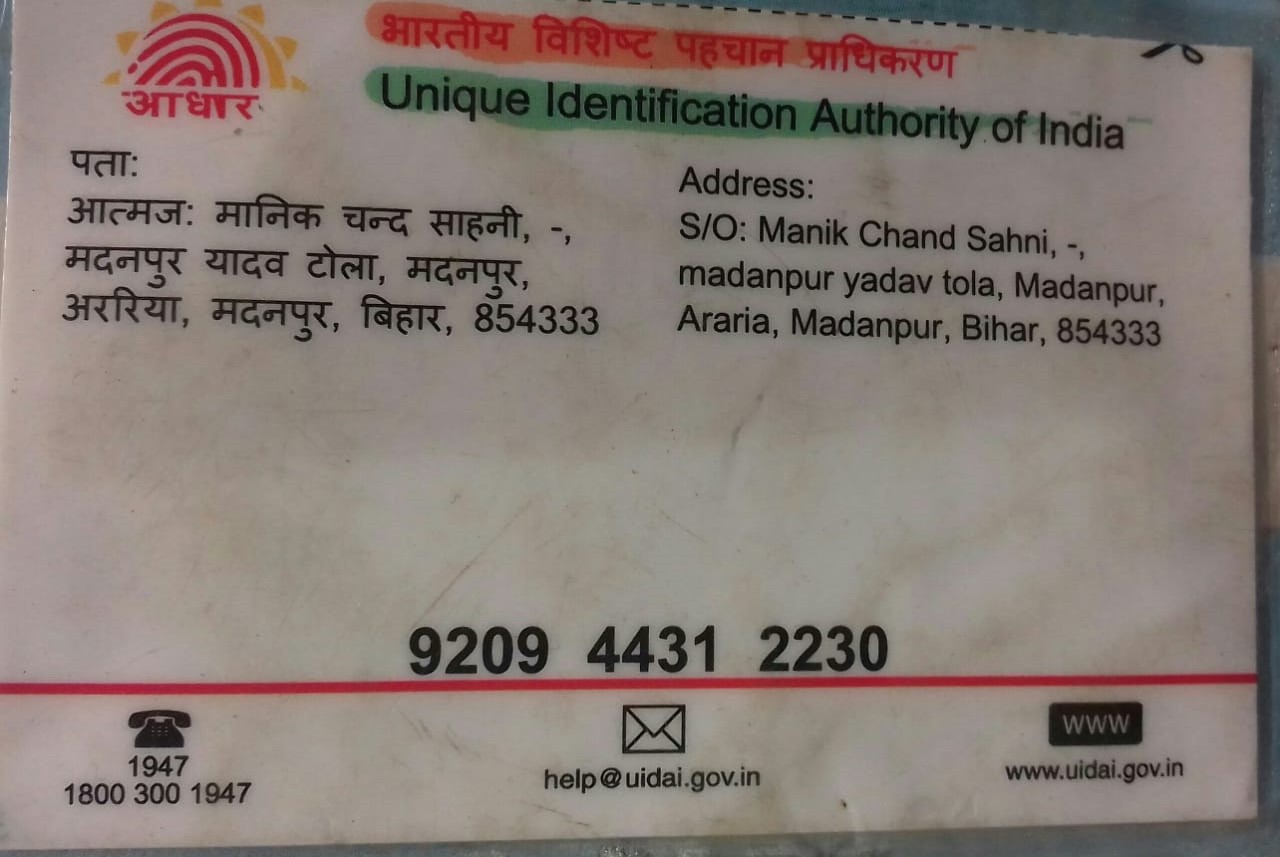 आधार
भारतीय विशिष्ट पहचान प्राधिकरण
Unique Identification Authority of India
पता:
आत्मज: मानिक चन्द साहनी, -,
मदनपुर यादव टोला, मदनपुर,
अररिया, मदनपुर, बिहार, 854333
Address:
S/O: Manik Chand Sahni, -,
madanpur yadav tola, Madanpur,
Araria, Madanpur, Bihar, 854333
9209 4431 2230
1947
1800 300 1947
help@uidai.gov.in
WWW
www.uidai.gov.in